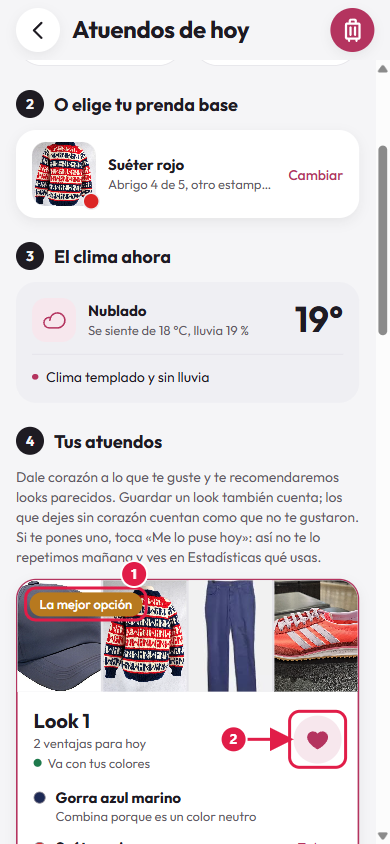 Atuendos de hoy
2 O elige tu prenda base
Suéter rojo
Abrigo 4 de 5, otro estamp...
Cambiar
3 El clima ahora
Nublado
Se siente de 18 °C, lluvia 19 %
19°
Clima templado y sin lluvia
4 Tus atuendos
Dale corazón a lo que te guste y te recomendaremos
looks parecidos. Guardar un look también cuenta; los
que dejes sin corazón cuentan como que no te gustaron.
Si te pones uno, toca «Me lo puse hoy»: así no te lo
repetimos mañana y ves en Estadísticas qué usas.
1
La mejor opción
Look 1
2 ventajas para hoy
2
Va con tus colores
Gorra azul marino
Combina porque es un color neutro